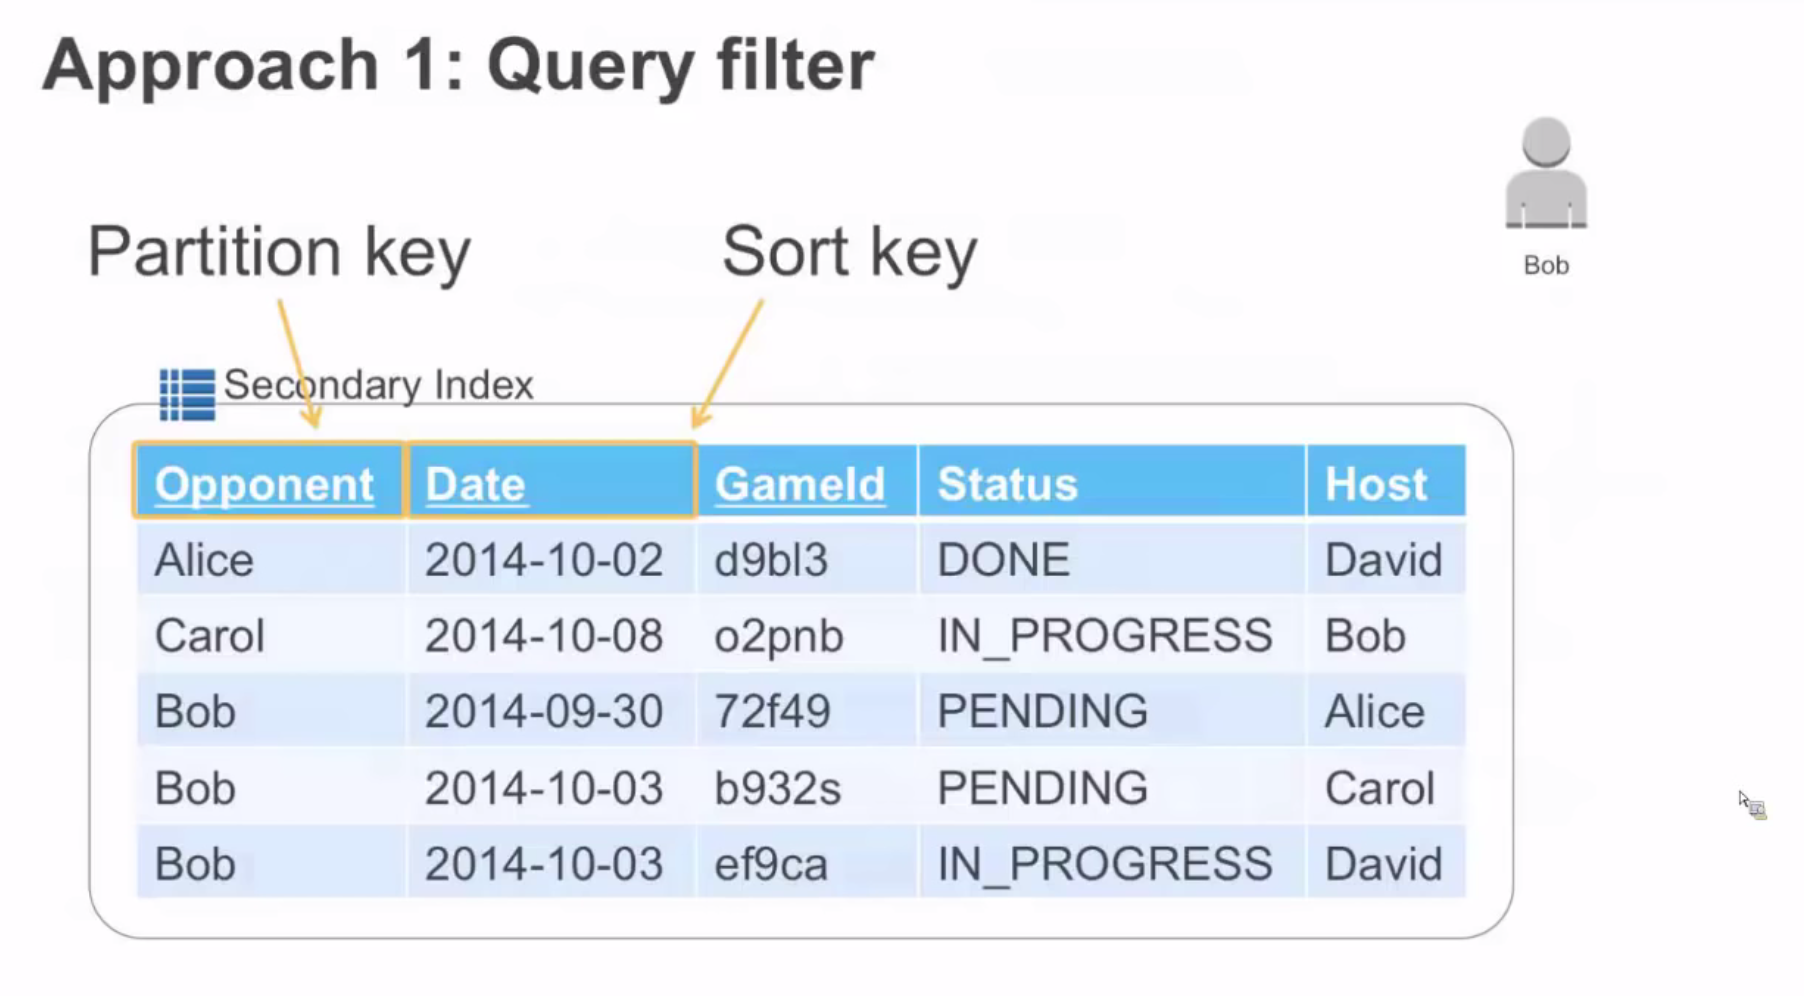 Approach 1: Query filter
Bob
Partition key
Sort key
Secondary Index
Opponent Date GameId Status Host
Alice 2014-10-02 d9bl3 DONE David
Carol 2014-10-08 o2pnb IN_PROGRESS Bob
Bob 2014-09-30 72f49 PENDING Alice
Bob 2014-10-03 b932s PENDING Carol
Bob 2014-10-03 ef9ca IN_PROGRESS David